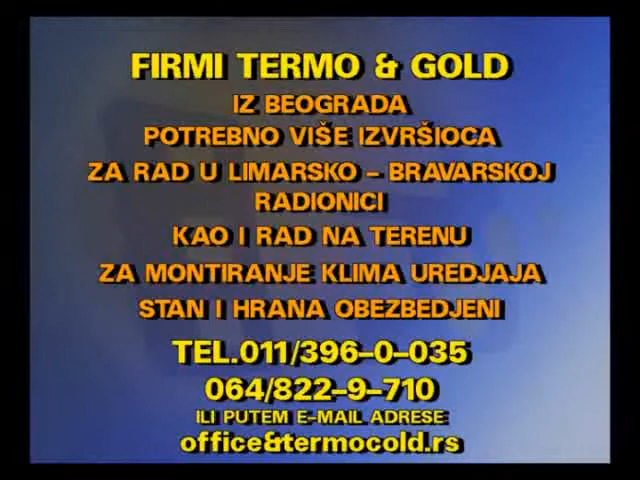 FIRMI TERMO & GOLD
IZ BEOGRADA
POTREBNO VIŠE IZVRŠIOCA
ZA RAD U LIMARSKO - BRAVARSKOJ
RADIONICI
KAO I RAD NA TERENU
ZA MONTIRANJE KLIMA UREDJAJA
STAN I HRANA OBEZBEDJENI
TEL.011/396-0-035
064/822-9-710
ILI PUTEM E-MAIL ADRESE
office&termocold.rs